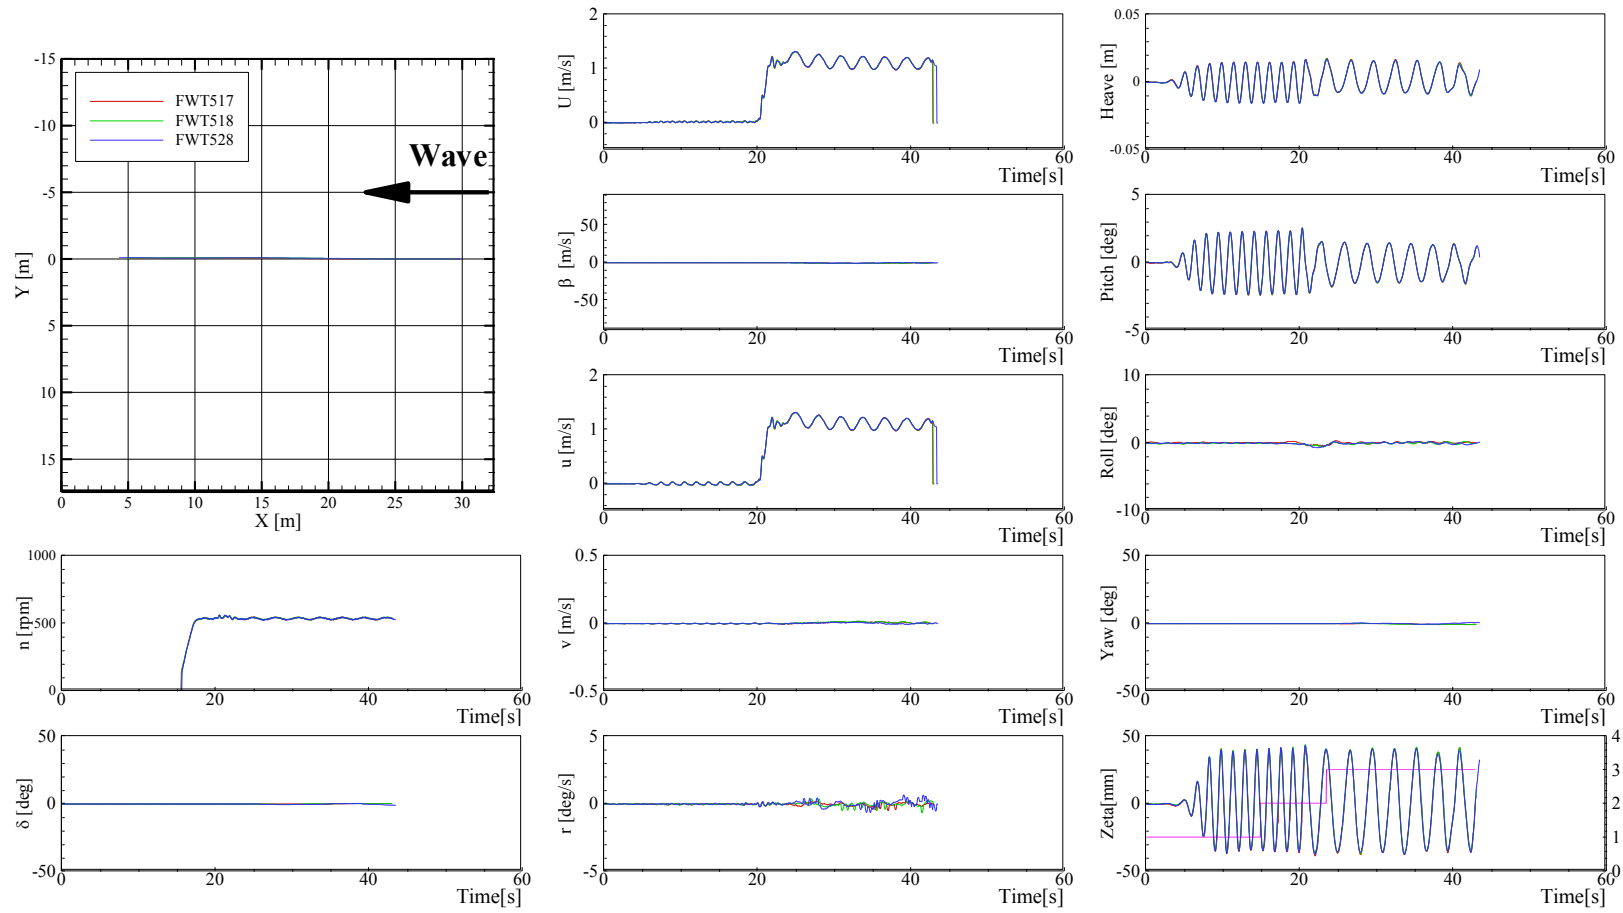 -15
-10
-5
0
5
10
15
Y [m]
FWT517
FWT518
FWT528
Wave
0 5 10 15 20 25 30
X [m]
2
1
0
U [m/s]
0 20 40 60
Time[s]
0.05
0
-0.05
Heave [m]
0 20 40 60
Time[s]
50
0
-50
β [m/s]
0 20 40 60
Time[s]
5
0
-5
Pitch [deg]
0 20 40 60
Time[s]
2
1
0
u [m/s]
0 20 40 60
Time[s]
10
0
-10
Roll [deg]
0 20 40 60
Time[s]
1000
500
0
n [rpm]
0 20 40 60
Time[s]
0.5
0
-0.5
v [m/s]
0 20 40 60
Time[s]
50
0
-50
Yaw [deg]
0 20 40 60
Time[s]
50
0
-50
δ [deg]
0 20 40 60
Time[s]
5
0
-5
r [deg/s]
0 20 40 60
Time[s]
50
0
-50
Zeta[mm]
4
3
2
1
0
0 20 40 60
Time[s]